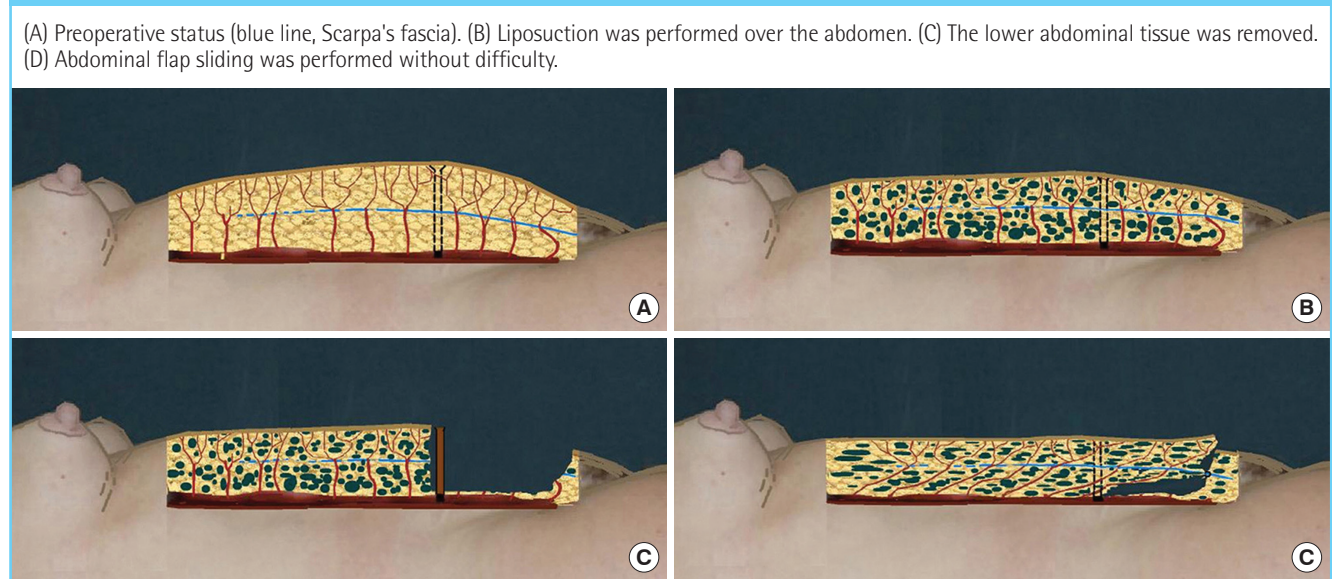 (A) Preoperative status (blue line, Scarpa's fascia). (B) Liposuction was performed over the abdomen. (C) The lower abdominal tissue was removed.
(D) Abdominal flap sliding was performed without difficulty.
A
B
C
C